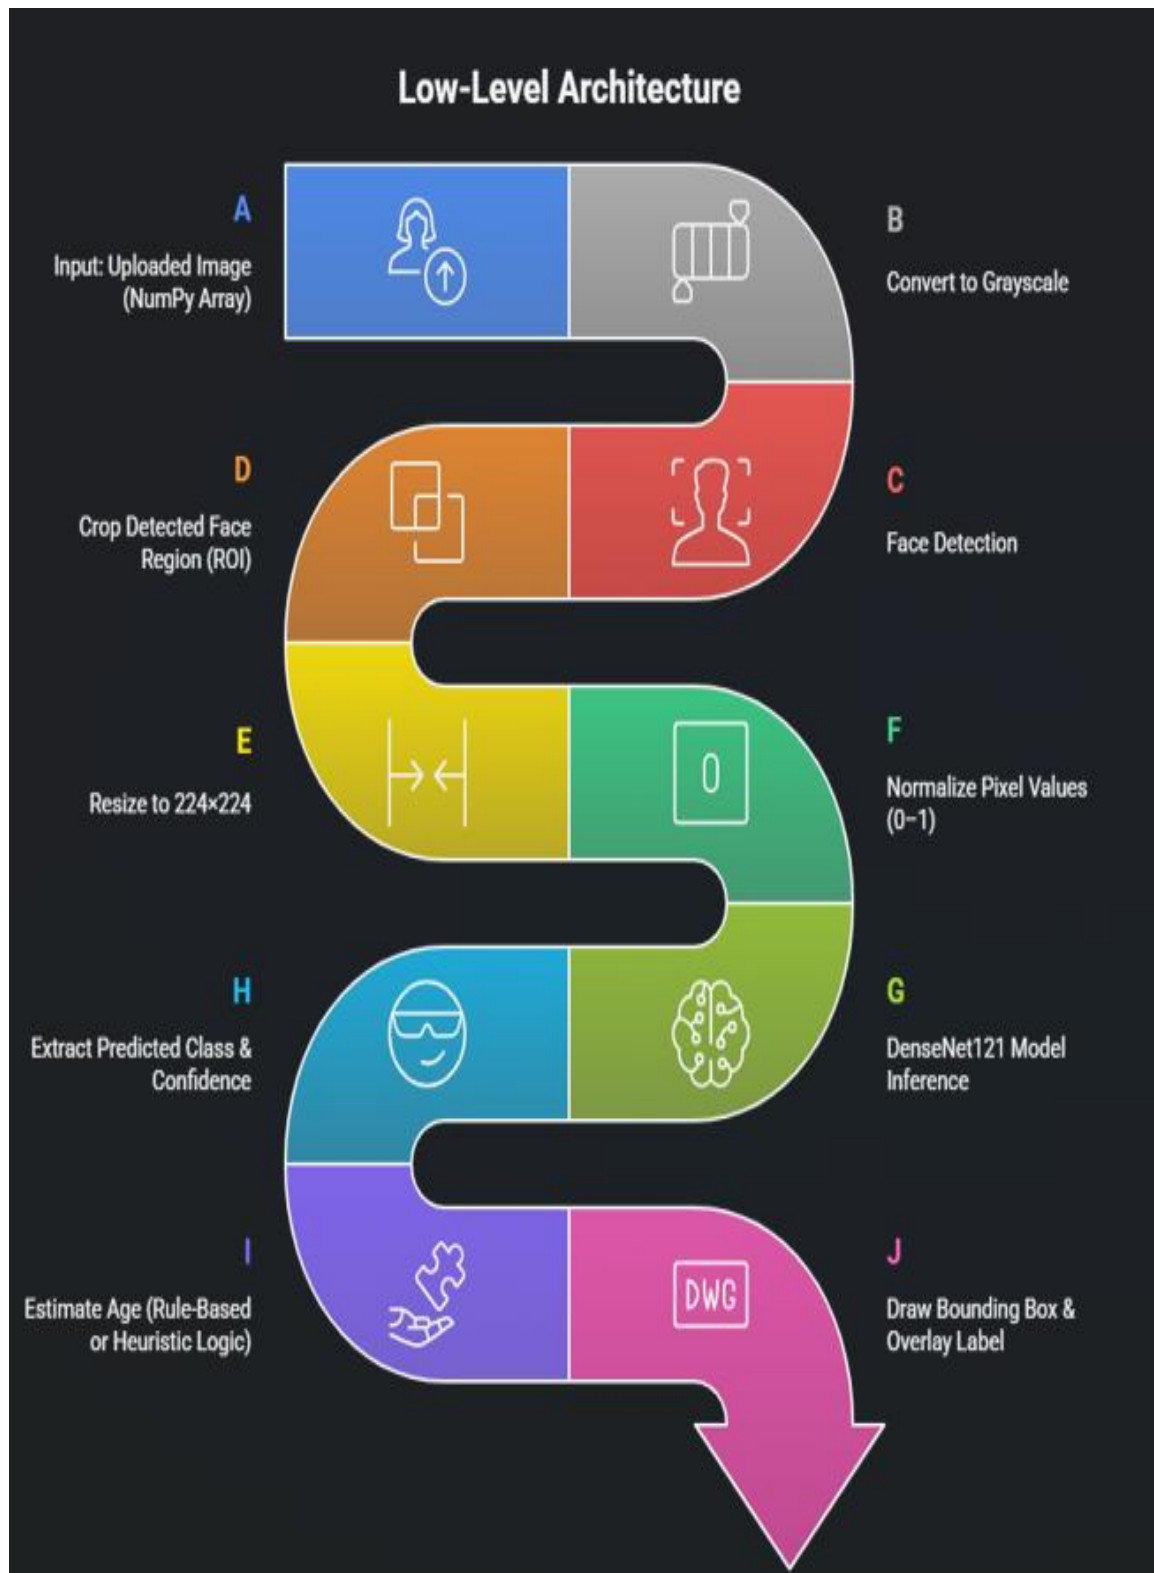 Low-Level Architecture
A
Input: Uploaded Image
(NumPy Array)
B
Convert to Grayscale
C
Face Detection
D
Crop Detected Face
Region (ROI)
E
Resize to 224×224
F
Normalize Pixel Values
(0–1)
0
G
DenseNet121 Model
Inference
H
Extract Predicted Class &
Confidence
I
Estimate Age (Rule-Based
or Heuristic Logic)
J
Draw Bounding Box &
Overlay Label
DWG